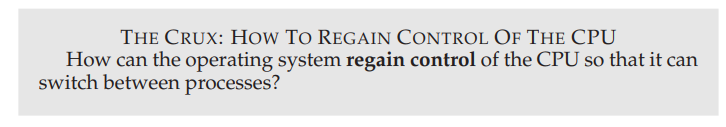 THE CRUX: HOW TO REGAIN CONTROL OF THE CPU
How can the operating system regain control of the CPU so that it can
switch between processes?